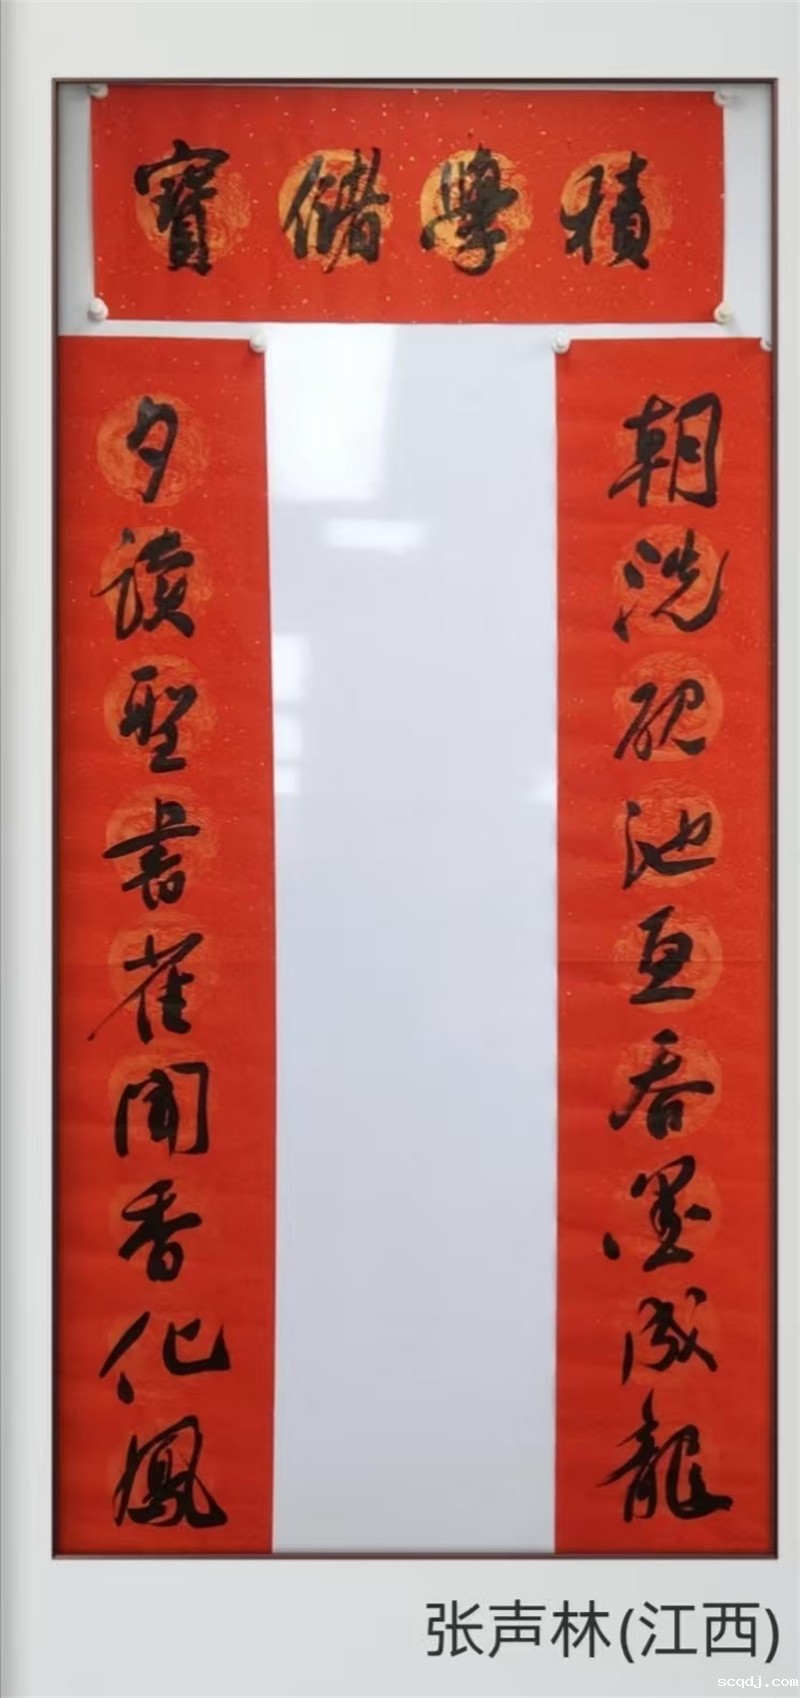 積學儲寶
朝洗硯池魚吞墨成龍
夕讀聖書雀聞香化鳳
张声林(江西)
scqdj.com